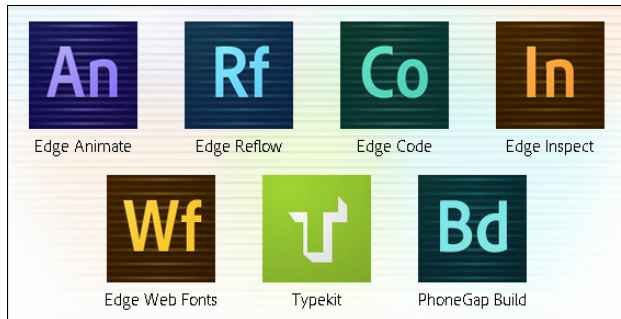 An Rf Co In
Edge Animate Edge Reflow Edge Code Edge Inspect
Wf T Bd
Edge Web Fonts Typekit PhoneGap Build